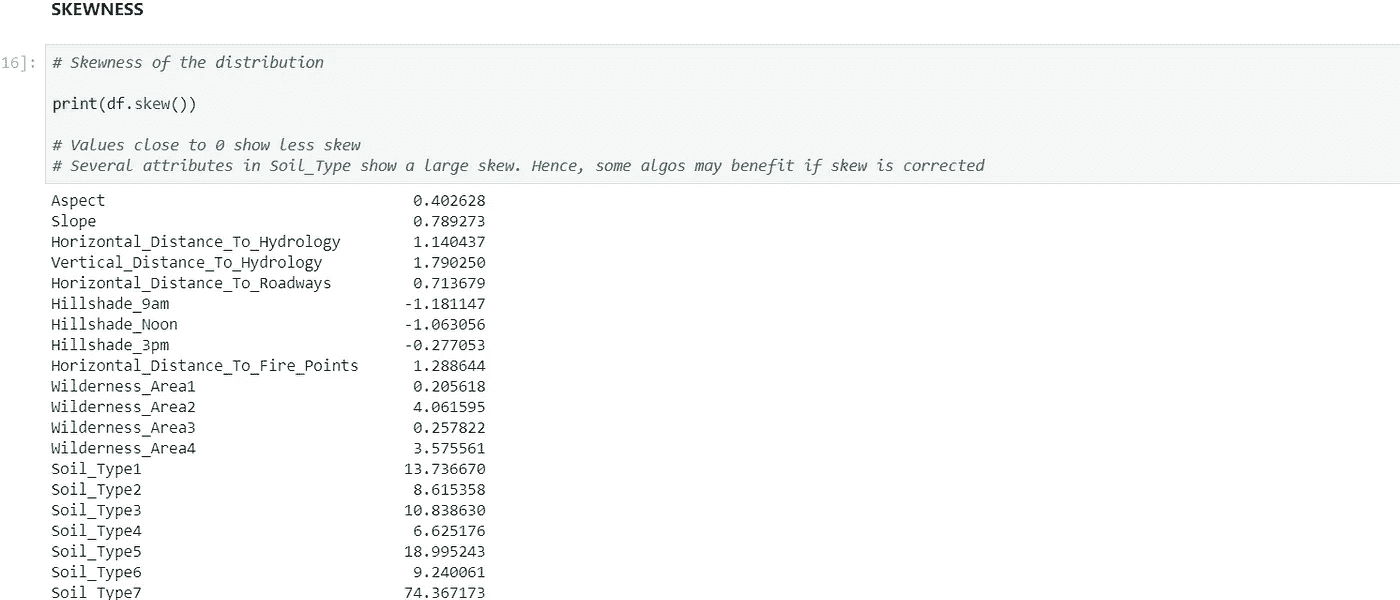 SKEWNESS
16]: # Skewness of the distribution
print(df.skew())
# Values close to 0 show less skew
# Several attributes in Soil_Type show a large skew. Hence, some algos may benefit if skew is corrected
Aspect 0.402628
Slope 0.789273
Horizontal_Distance_To_Hydrology 1.140437
Vertical_Distance_To_Hydrology 1.790250
Horizontal_Distance_To_Roadways 0.713679
Hillshade_9am -1.181147
Hillshade_Noon -1.063056
Hillshade_3pm -0.277053
Horizontal_Distance_To_Fire_Points 1.288644
Wilderness_Area1 0.205618
Wilderness_Area2 4.061595
Wilderness_Area3 0.257822
Wilderness_Area4 3.575561
Soil_Type1 13.736670
Soil_Type2 8.615358
Soil_Type3 10.838630
Soil_Type4 6.625176
Soil_Type5 18.995243
Soil_Type6 9.240061
Soil_Type7 74.367173